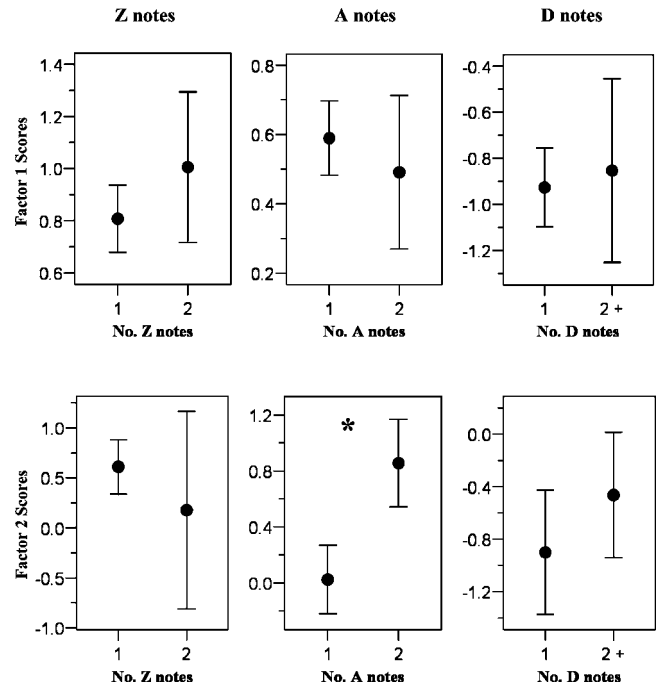 Z notes A notes D notes
Factor 1 Scores
1.4
1.2
1.0
0.8
0.6
1 2
No. Z notes
0.8
0.6
0.4
0.2
1 2
No. A notes
-0.4
-0.6
-0.8
-1.0
-1.2
1 2 +
No. D notes
Factor 2 Scores
1.0
0.5
0.0
-0.5
-1.0
1 2
No. Z notes
1.2
0.8
0.4
0.0
*
1 2
No. A notes
0.0
-0.4
-0.8
-1.2
1 2 +
No. D notes